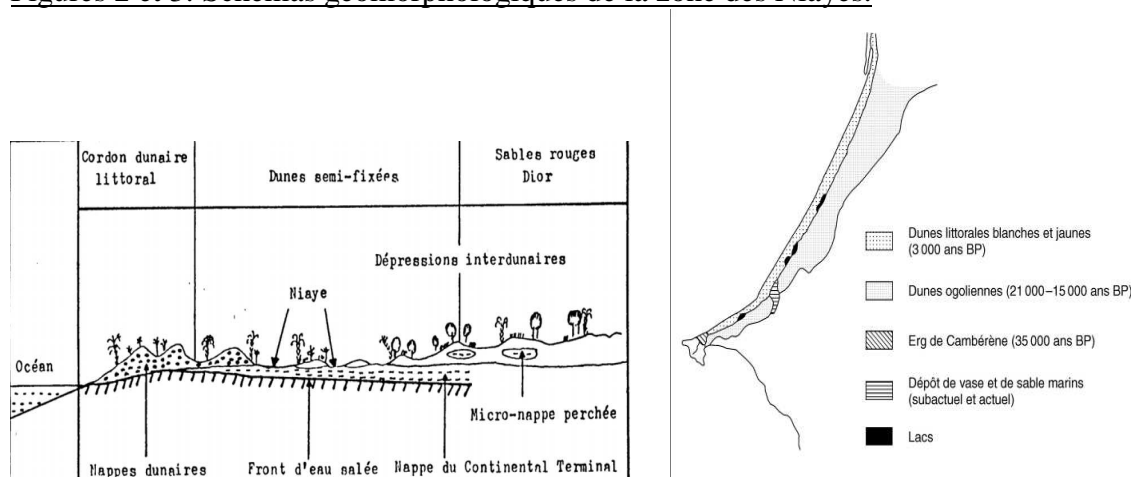 Figures 2 et 3: Schémas géomorphologiques de la zone des Niayes.
Cordon dunaire
littoral
Dunes semi-fixées
Sables rouges
Dior
Dépressions interdunaires
Niaye
Océan
Micro-nappe perchée
Nappes dunaires
Front d'eau salée
Nappe du Continental Terminal
Dunes littorales blanches et jaunes
(3 000 ans BP)
Dunes ogoliennes (21 000–15 000 ans BP)
Erg de Cambérène (35 000 ans BP)
Dépôt de vase et de sable marins
(subactuel et actuel)
Lacs